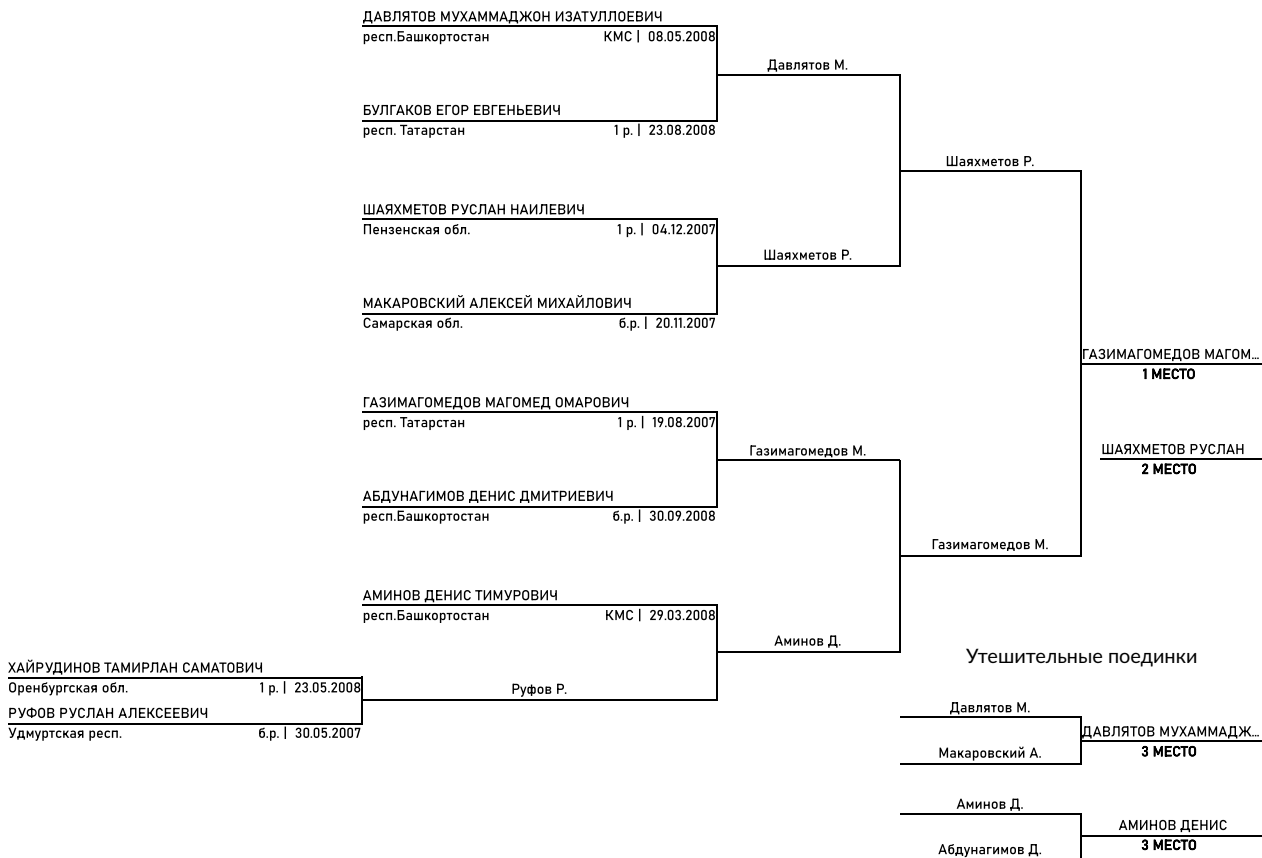 ДАВЛЯТОВ МУХАММАДЖОН ИЗАТУЛЛОЕВИЧ
респ.Башкортостан КМС | 08.05.2008
Давлятов М.
БУЛГАКОВ ЕГОР ЕВГЕНЬЕВИЧ
респ. Татарстан 1 р. | 23.08.2008
Шаяхметов Р.
ШАЯХМЕТОВ РУСЛАН НАИЛЕВИЧ
Пензенская обл. 1 р. | 04.12.2007
Шаяхметов Р.
МАКАРОВСКИЙ АЛЕКСЕЙ МИХАЙЛОВИЧ
Самарская обл. б.р. | 20.11.2007
ГАЗИМАГОМЕДОВ МАГОМ...
1 МЕСТО
ГАЗИМАГОМЕДОВ МАГОМЕД ОМАРОВИЧ
респ. Татарстан 1 р. | 19.08.2007
Газимагомедов М.
ШАЯХМЕТОВ РУСЛАН
2 МЕСТО
АБДУНАГИМОВ ДЕНИС ДМИТРИЕВИЧ
респ.Башкортостан б.р. | 30.09.2008
Газимагомедов М.
АМИНОВ ДЕНИС ТИМУРОВИЧ
респ.Башкортостан КМС | 29.03.2008
Аминов Д.
Утешительные поединки
ХАЙРУДИНОВ ТАМИРЛАН САМАТОВИЧ
Оренбургская обл. 1 р. | 23.05.2008
Руфов Р.
РУФОВ РУСЛАН АЛЕКСЕЕВИЧ
Удмуртская респ. б.р. | 30.05.2007
Давлятов М.
ДАВЛЯТОВ МУХАММАДЖ...
3 МЕСТО
Макаровский А.
Аминов Д.
АМИНОВ ДЕНИС
3 МЕСТО
Абдунагимов Д.